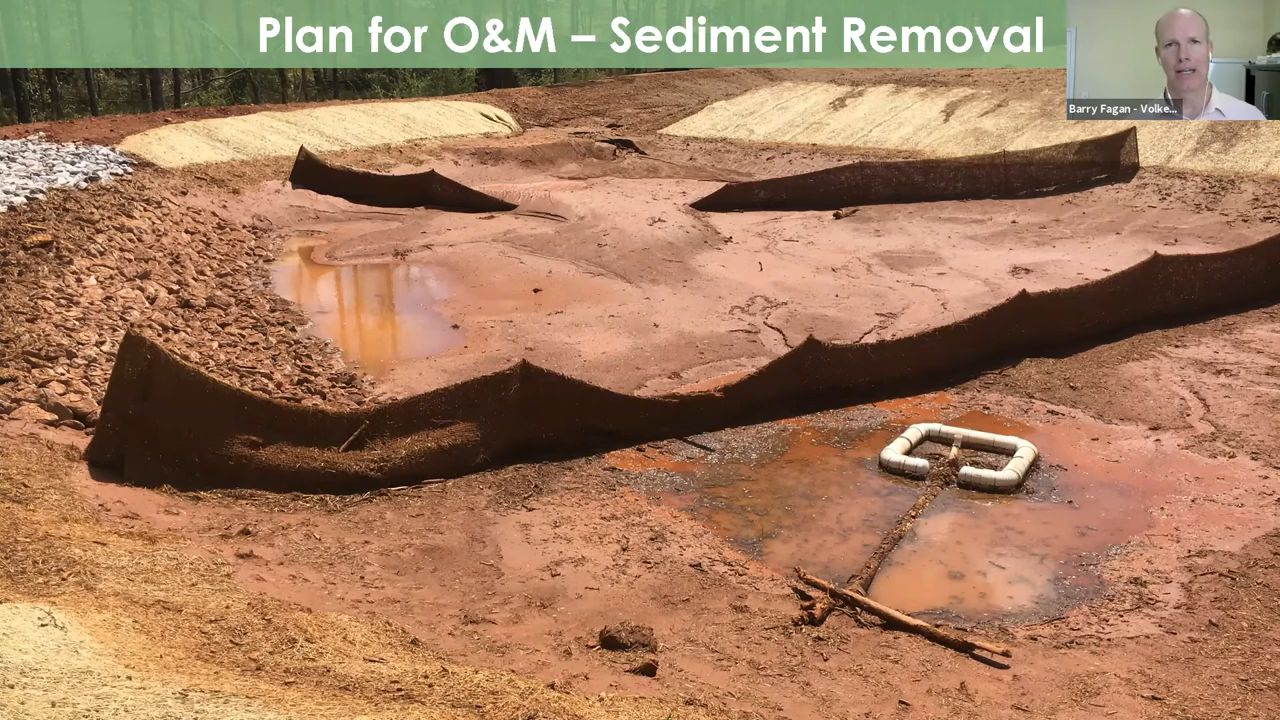 Plan for O&M – Sediment Removal
Barry Fagan - Volke...